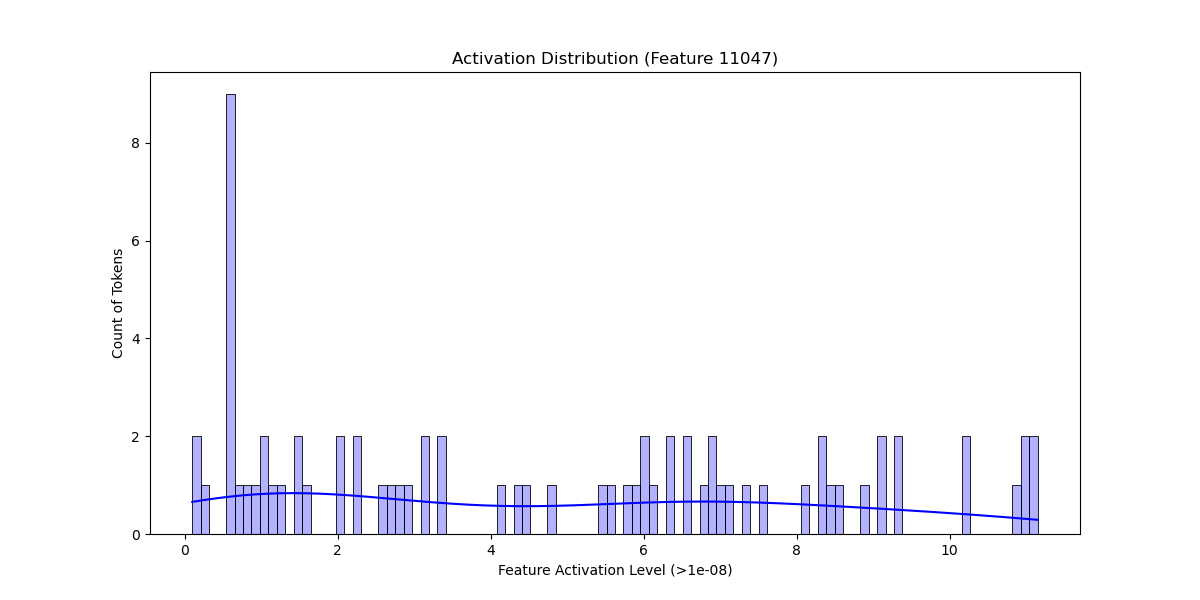 Activation Distribution (Feature 11047)
Count of Tokens
8
6
4
2
0
0 2 4 6 8 10
Feature Activation Level (>1e-08)